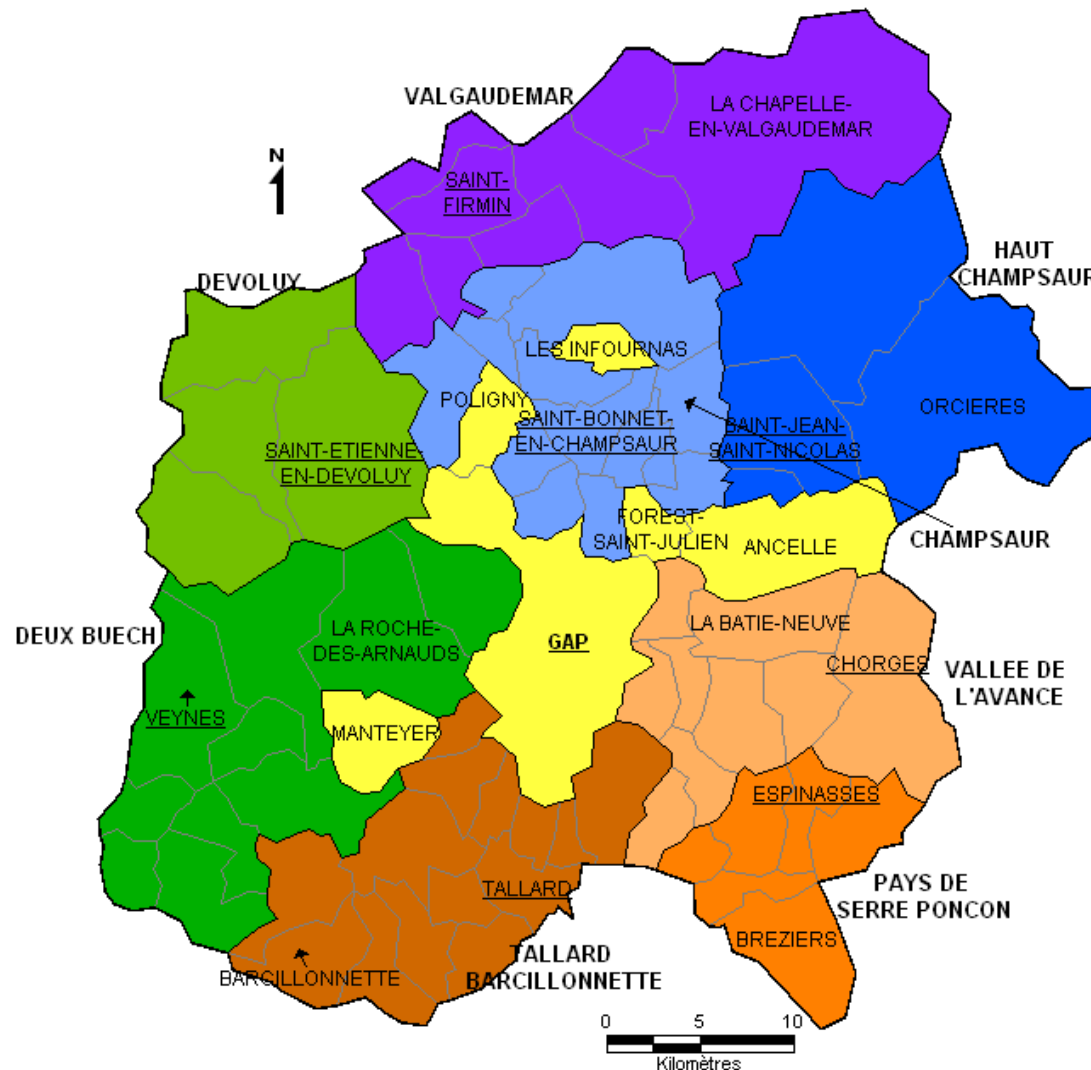 VALGAUDEMAR
LA CHAPELLE-
EN-VALGAUDEMAR
N
SAINT-
FIRMIN
HAUT
CHAMPSAUR
DEVOLUY
LES INFOURNAS
POLIGNY
SAINT-BONNET-
EN-CHAMPSAUR
SAINT-JEAN-
SAINT-NICOLAS
ORCIERES
SAINT-ETIENNE
EN-DEVOLUY
FOREST-
SAINT-JULIEN
ANCELLE
CHAMPSAUR
DEUX BUECH
LA ROCHE-
DES-ARNAUDS
GAP
LA BATIE-NEUVE
CHORGES
VALLEE DE
L'AVANCE
VEYNES
MANTEYER
ESPINASSES
TALLARD
PAYS DE
SERRE PONCON
BREZIERS
BARCILLONNETTE
TALLARD
BARCILLONNETTE
0 5 10
Kilomètres